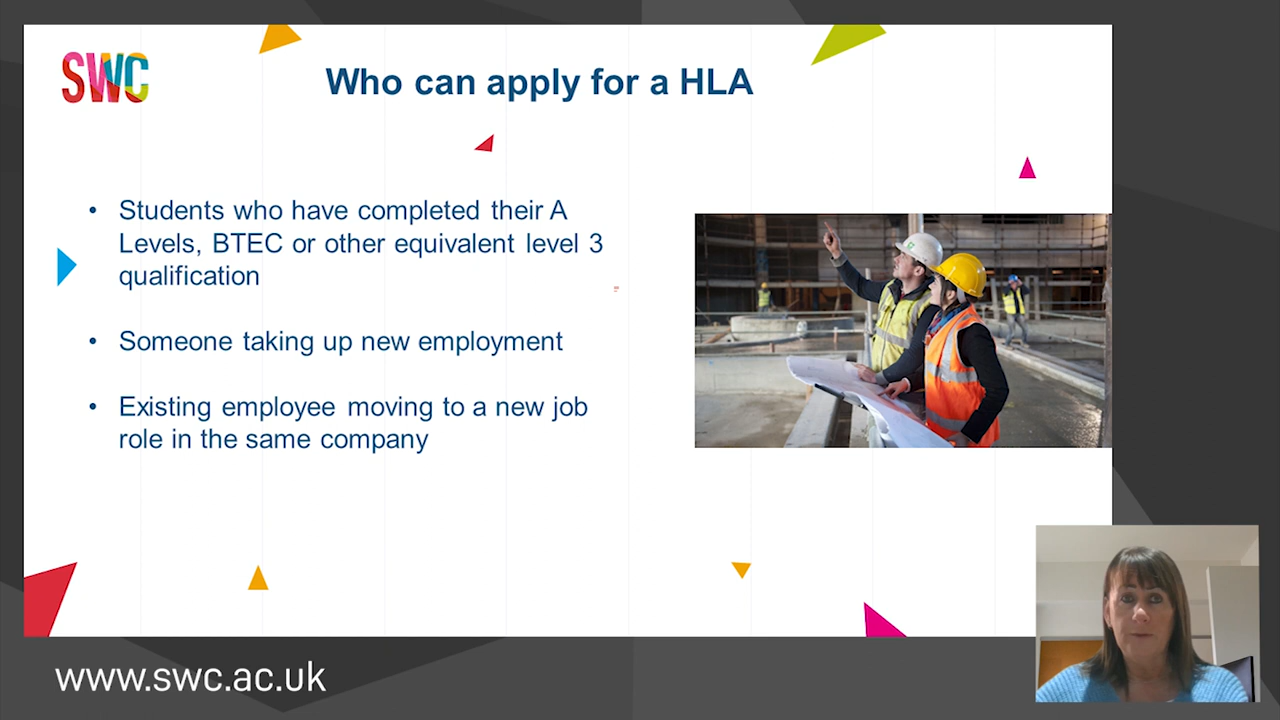 SWC
Who can apply for a HLA
• Students who have completed their A
Levels, BTEC or other equivalent level 3
qualification
• Someone taking up new employment
• Existing employee moving to a new job
role in the same company
www.swc.ac.uk